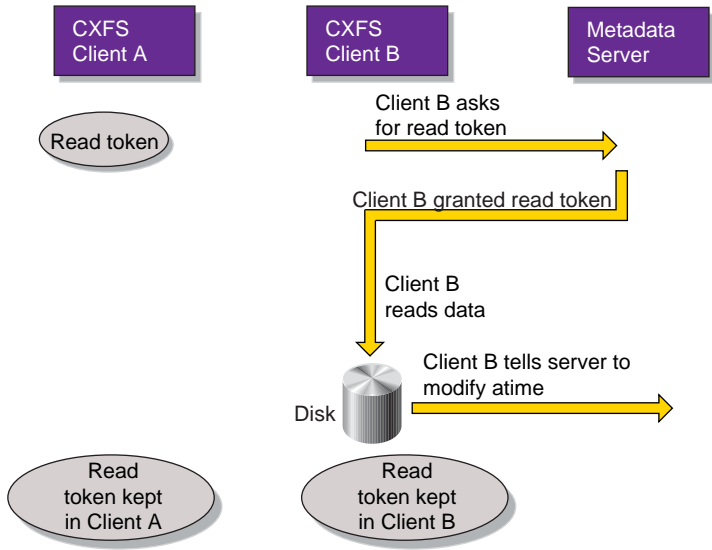 CXFS
Client A
CXFS
Client B
Metadata
Server
Read token
Client B asks
for read token
Client B granted read token
Client B
reads data
Client B tells server to
modify atime
Disk
Read
token kept
in Client A
Read
token kept
in Client B